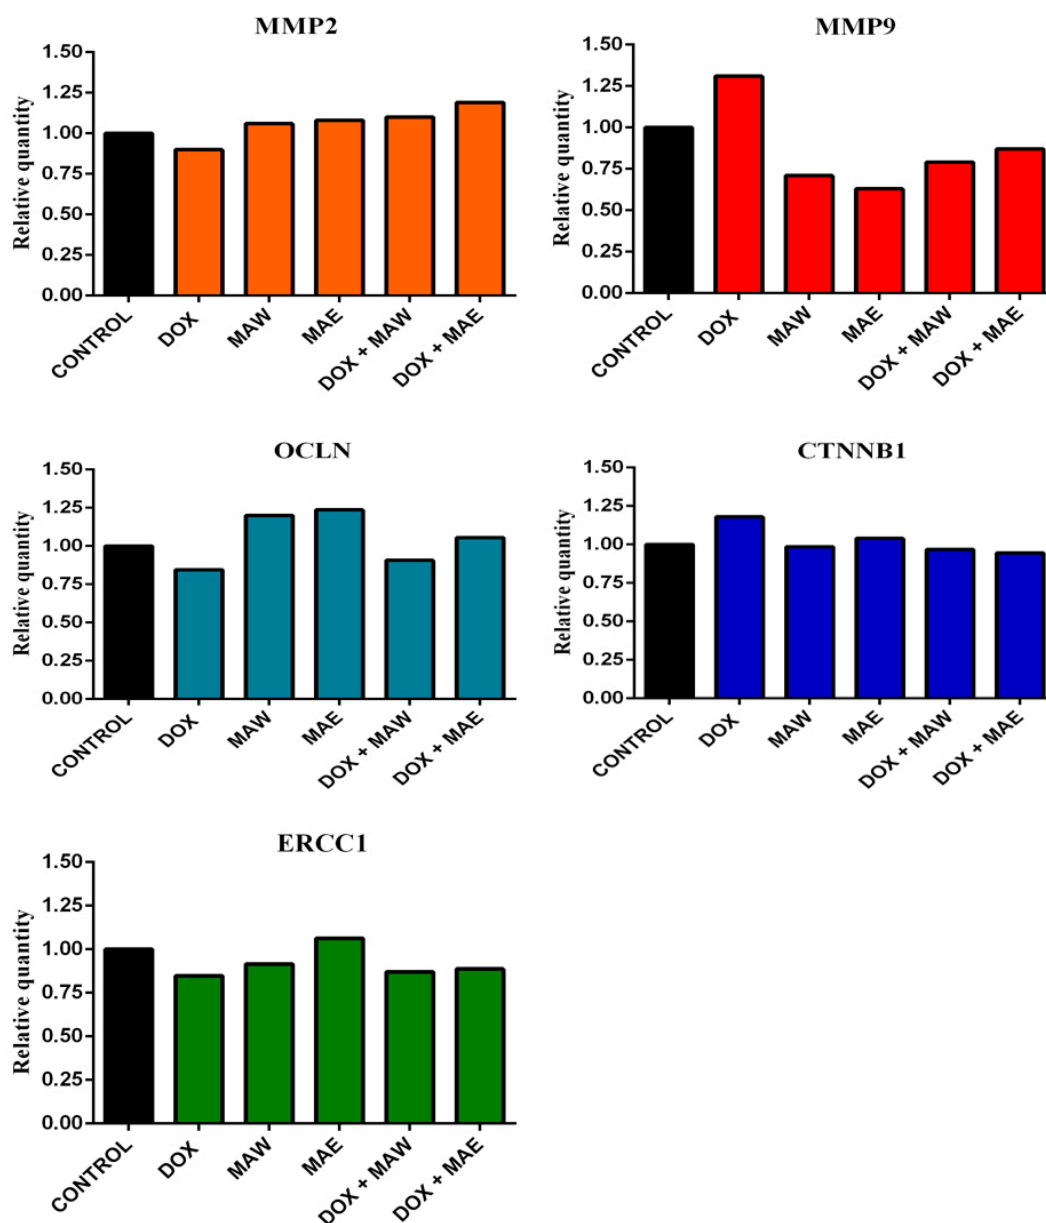 MMP2
Relative quantity
1.50
1.25
1.00
0.75
0.50
0.25
0.00
CONTROL
DOX
MAW
MAE
DOX + MAW
DOX + MAE
MMP9
Relative quantity
1.50
1.25
1.00
0.75
0.50
0.25
0.00
CONTROL
DOX
MAW
MAE
DOX + MAW
DOX + MAE
OCLN
Relative quantity
1.50
1.25
1.00
0.75
0.50
0.25
0.00
CONTROL
DOX
MAW
MAE
DOX + MAW
DOX + MAE
CTNNB1
Relative quantity
1.50
1.25
1.00
0.75
0.50
0.25
0.00
CONTROL
DOX
MAW
MAE
DOX + MAW
DOX + MAE
ERCC1
Relative quantity
1.50
1.25
1.00
0.75
0.50
0.25
0.00
CONTROL
DOX
MAW
MAE
DOX + MAW
DOX + MAE